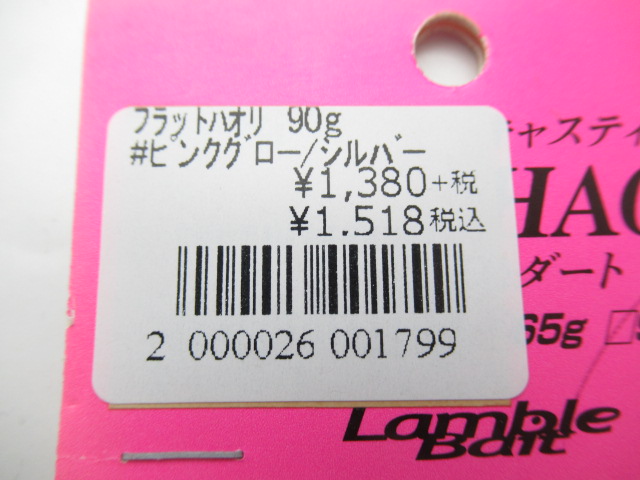 フラットハオリ 90g
#ピンクグロー/シルバー
¥1,380+税
¥1.518税込
2 000026 001799
ャスティ
HAO
ダート
65g
Lamble
Bait